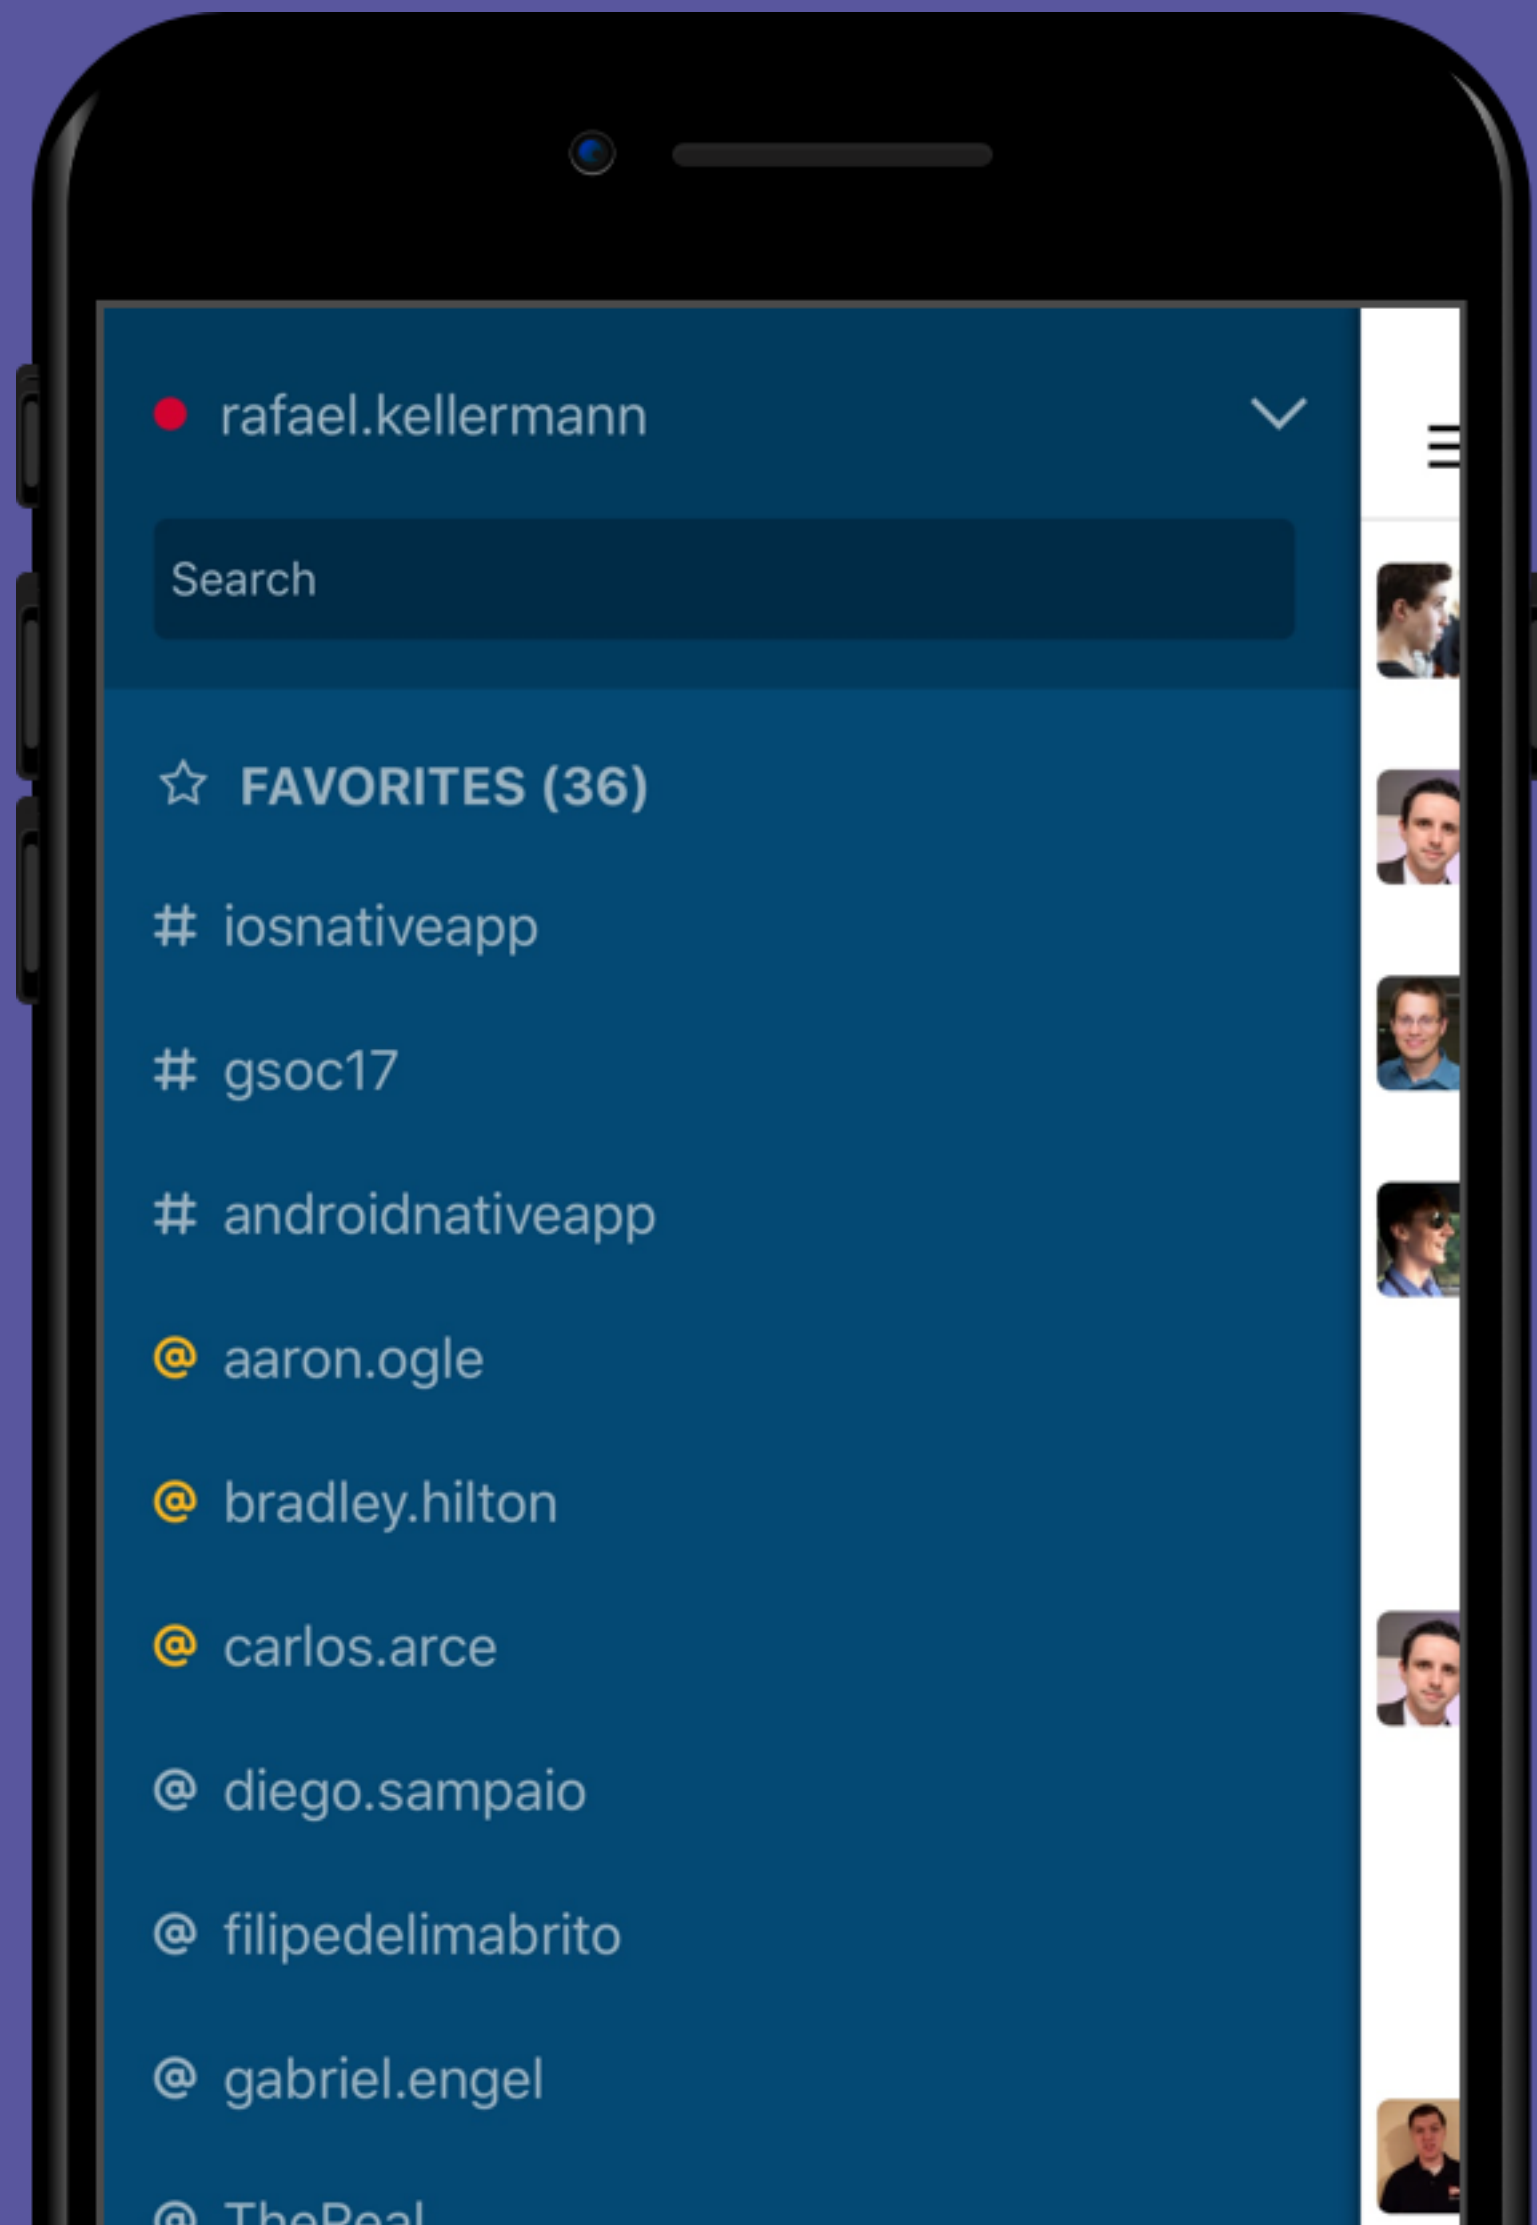 rafael.kellermann
Search
FAVORITES (36)
# iosnativeapp
# gsoc17
# androidnativeapp
@ aaron.ogle
@ bradley.hilton
@ carlos.arce
@ diego.sampaio
@ filipedelimabrito
@ gabriel.engel
@ TheReal